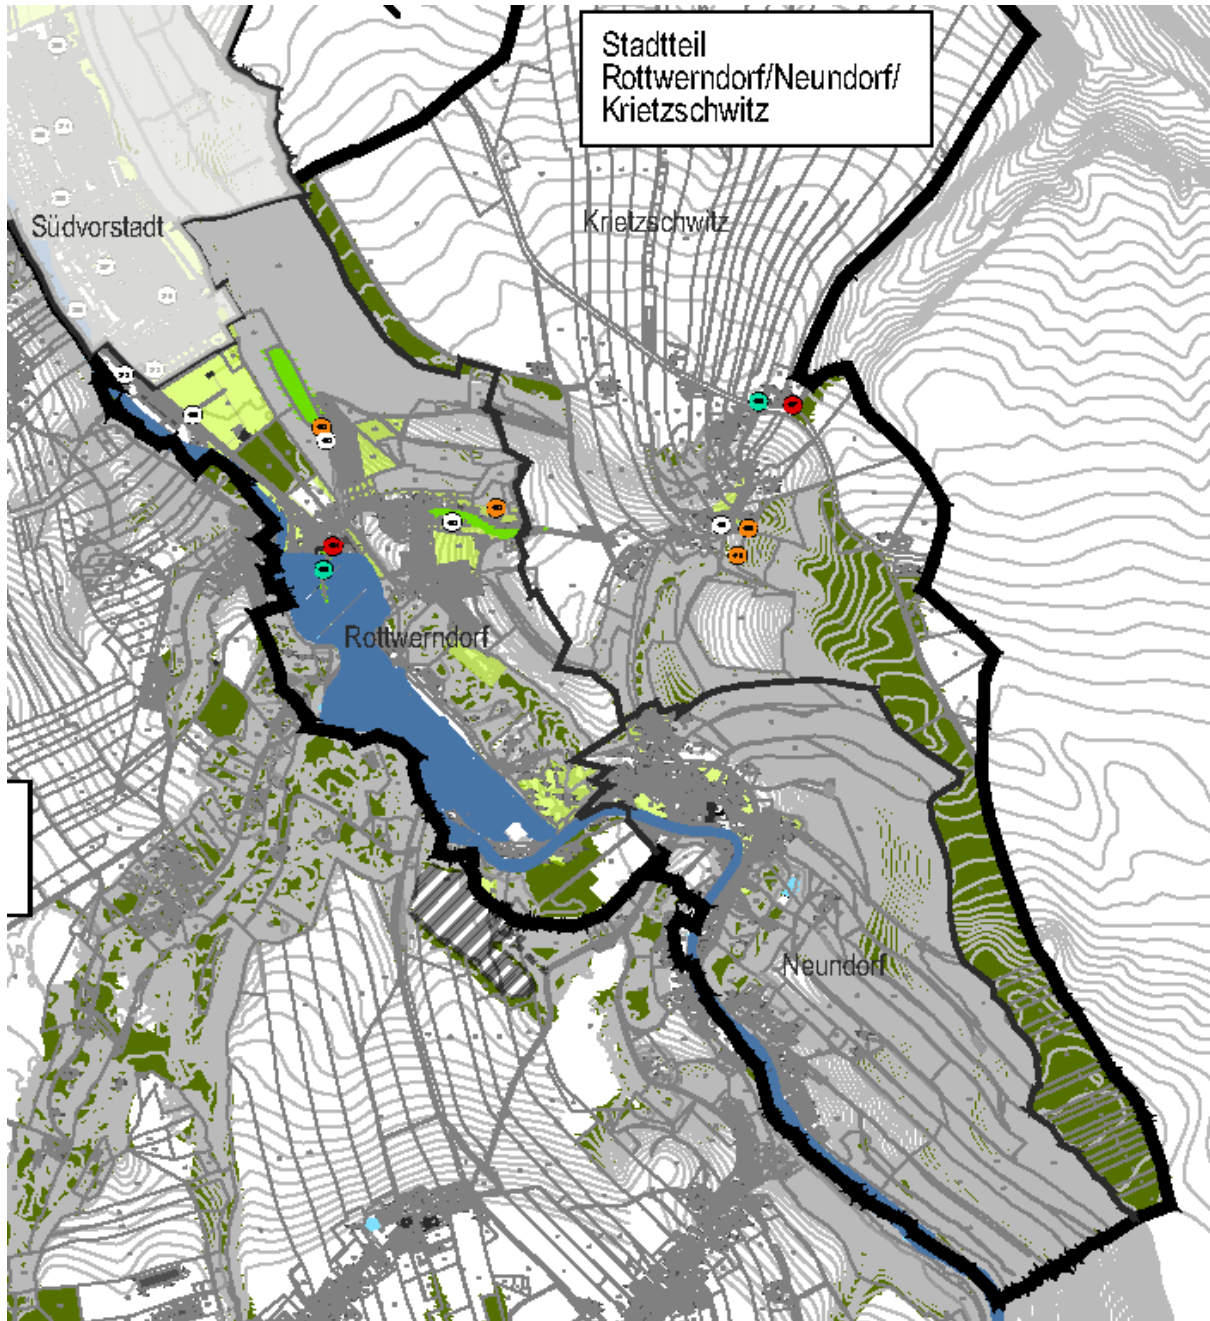 Stadtteil
Rottwerndorf/Neundorf/
Krietzschwitz
Südvorstadt
Krietzschwitz
Rottwerndorf
Neundorf